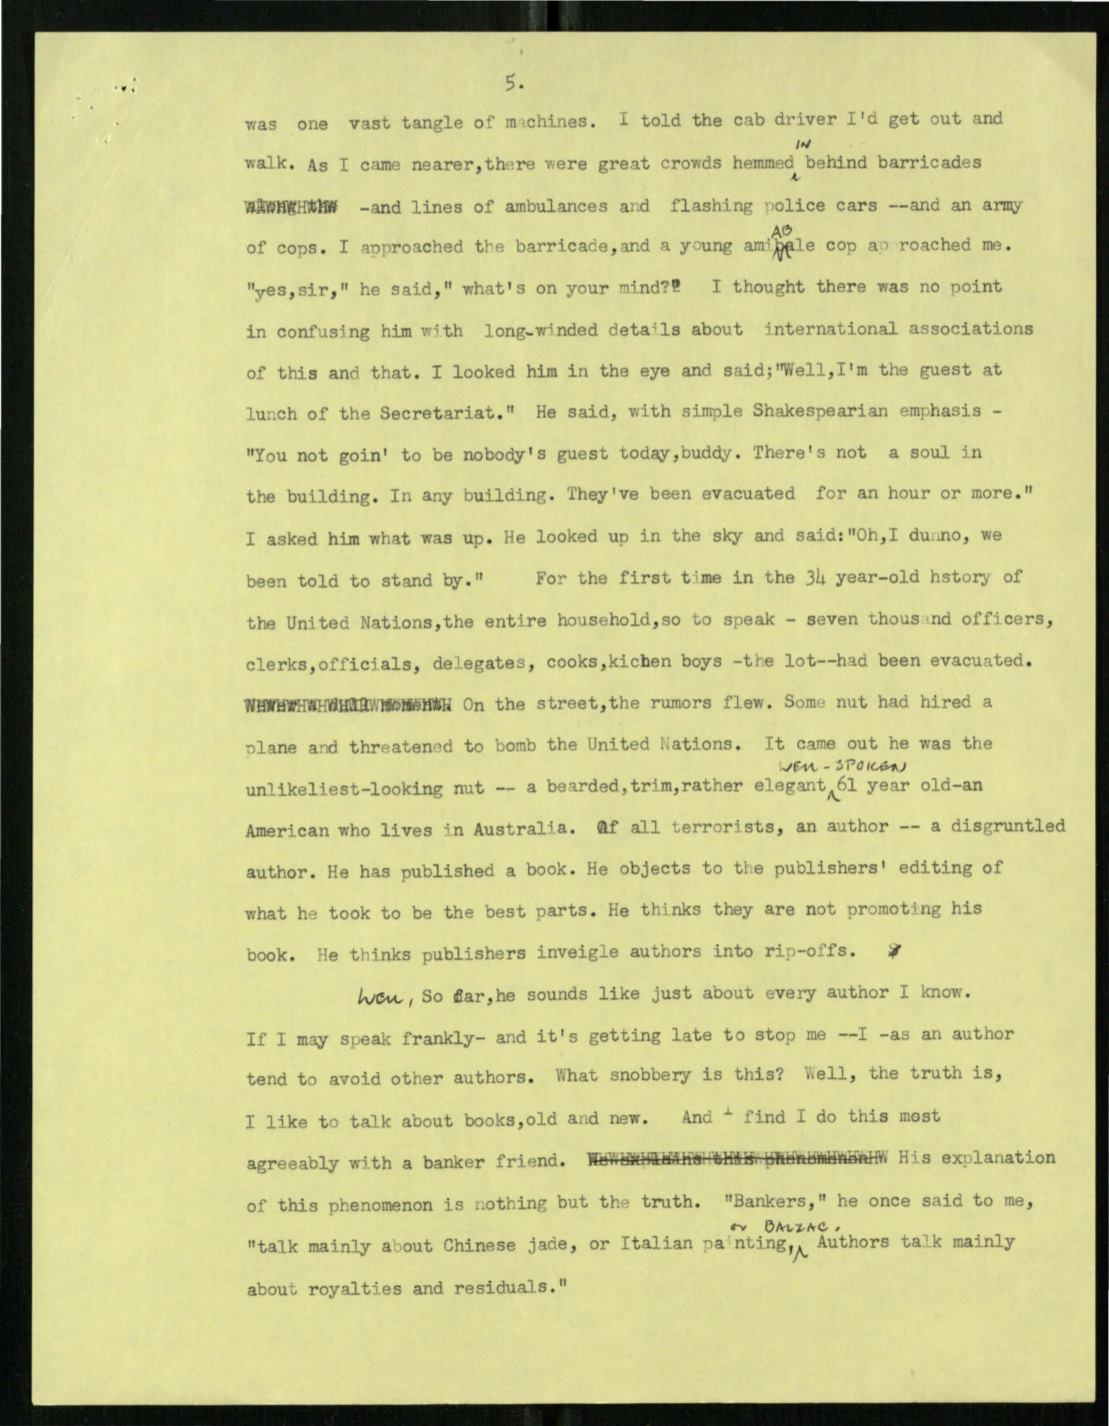 5.
was one vast tangle of machines. I told the cab driver I'd get out and
IN
walk. As I came nearer,there were great crowds hemmed behind barricades
-and lines of ambulances and flashing police cars --and an army
AB
of cops. I approached the barricade,and a young amible cop ap roached me.
"yes,sir," he said," what's on your mind?" I thought there was no point
in confusing him with long-winded details about international associations
of this and that. I looked him in the eye and said;"Well,I'm the guest at
lunch of the Secretariat." He said, with simple Shakespearian emphasis -
"You not goin' to be nobody's guest today,buddy. There's not a soul in
the building. In any building. They've been evacuated for an hour or more."
I asked him what was up. He looked up in the sky and said:"Oh,I dunno, we
been told to stand by." For the first time in the 34 year-old hstory of
the United Nations,the entire household,so to speak - seven thousand officers,
clerks,officials, delegates, cooks,kichen boys -the lot--had been evacuated.
On the street,the rumors flew. Some nut had hired a
plane and threatened to bomb the United Nations. It came out he was the
WELL-SPOKEN
unlikeliest-looking nut -- a bearded,trim,rather elegant 61 year old-an
American who lives in Australia. Of all terrorists, an author -- a disgruntled
author. He has published a book. He objects to the publishers' editing of
what he took to be the best parts. He thinks they are not promoting his
book. He thinks publishers inveigle authors into rip-offs.
Well, So far,he sounds like just about every author I know.
If I may speak frankly- and it's getting late to stop me --I -as an author
tend to avoid other authors. What snobbery is this? Well, the truth is,
I like to talk about books,old and new. And I find I do this most
agreeably with a banker friend. His explanation
of this phenomenon is nothing but the truth. "Bankers," he once said to me,
or BALZAC.
"talk mainly about Chinese jade, or Italian painting, Authors talk mainly
about royalties and residuals."